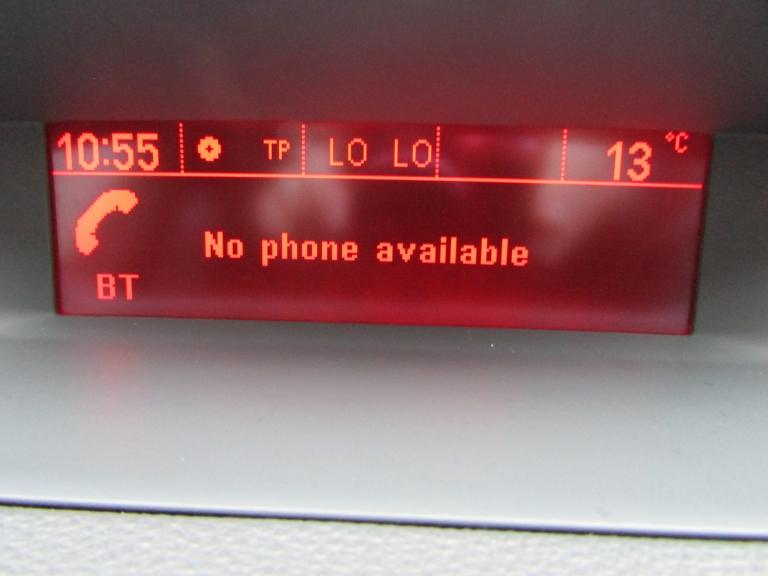 10:55 TP LO LO 13 °C
No phone available
BT